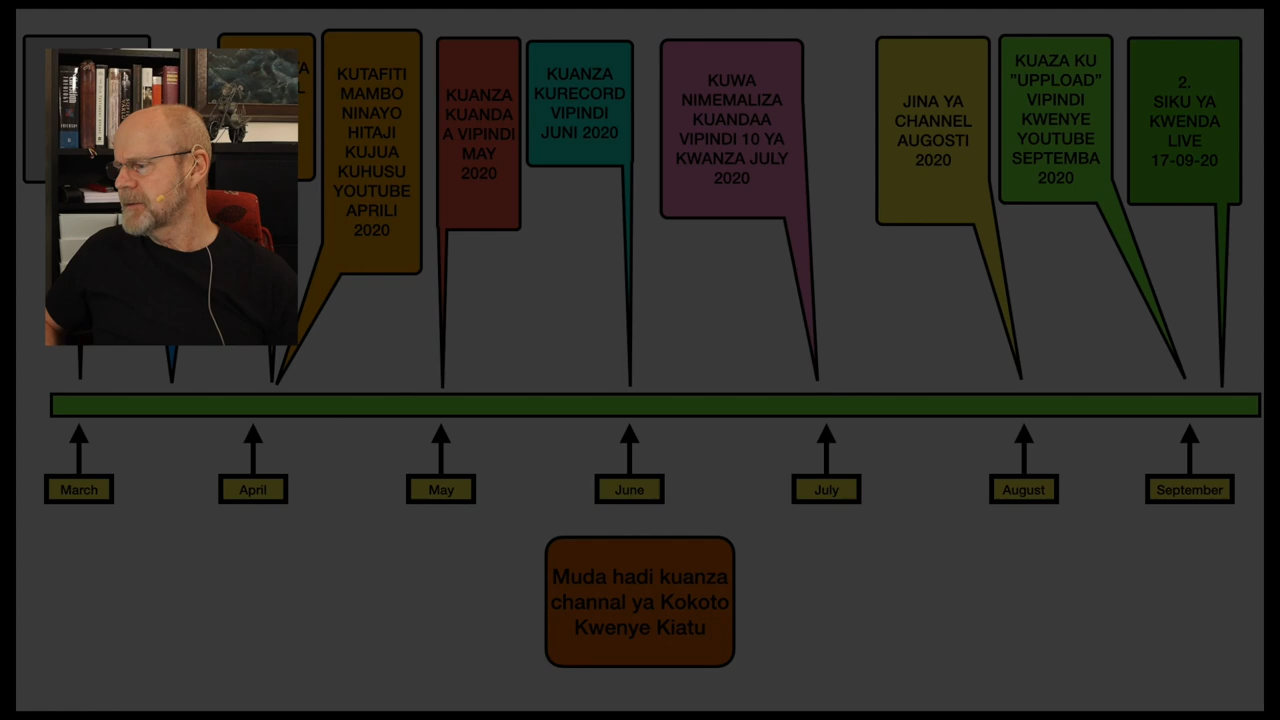 KUTAFITI
MAMBO
NINAYO
HITAJI
KUJUA
KUHUSU
YOUTUBE
APRILI
2020
KUANZA
KUANDA
A VIPINDI
MAY
2020
KUANZA
KURECORD
VIPINDI
JUNI 2020
KUWA
NIMEMALIZA
KUANDAA
VIPINDI 10 YA
KWANZA JULY
2020
JINA YA
CHANNEL
AUGOSTI
2020
KUAZA KU
"UPPLOAD"
VIPINDI
KWENYE
YOUTUBE
SEPTEMBA
2020
2.
SIKU YA
KWENDA
LIVE
17-09-20
March
April
May
June
July
August
September
Muda hadi kuanza
channal ya Kokoto
Kwenye Kiatu